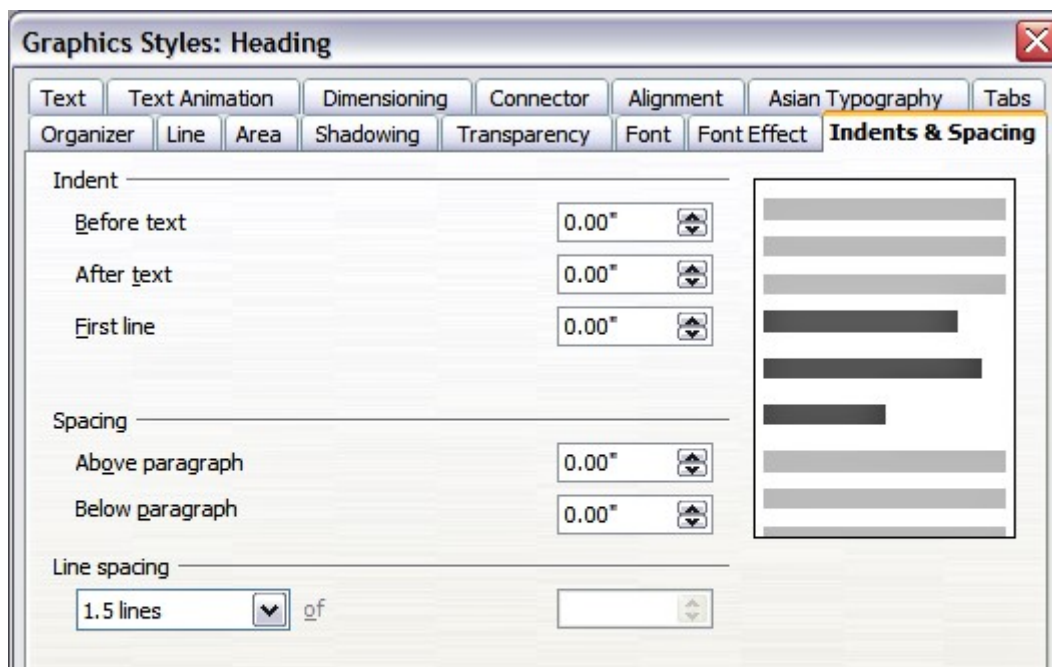 Graphics Styles: Heading
Text Text Animation Dimensioning Connector Alignment Asian Typography Tabs
Organizer Line Area Shadowing Transparency Font Font Effect Indents & Spacing
Indent
Before text 0.00"
After text 0.00"
First line 0.00"
Spacing
Above paragraph 0.00"
Below paragraph 0.00"
Line spacing
1.5 lines of